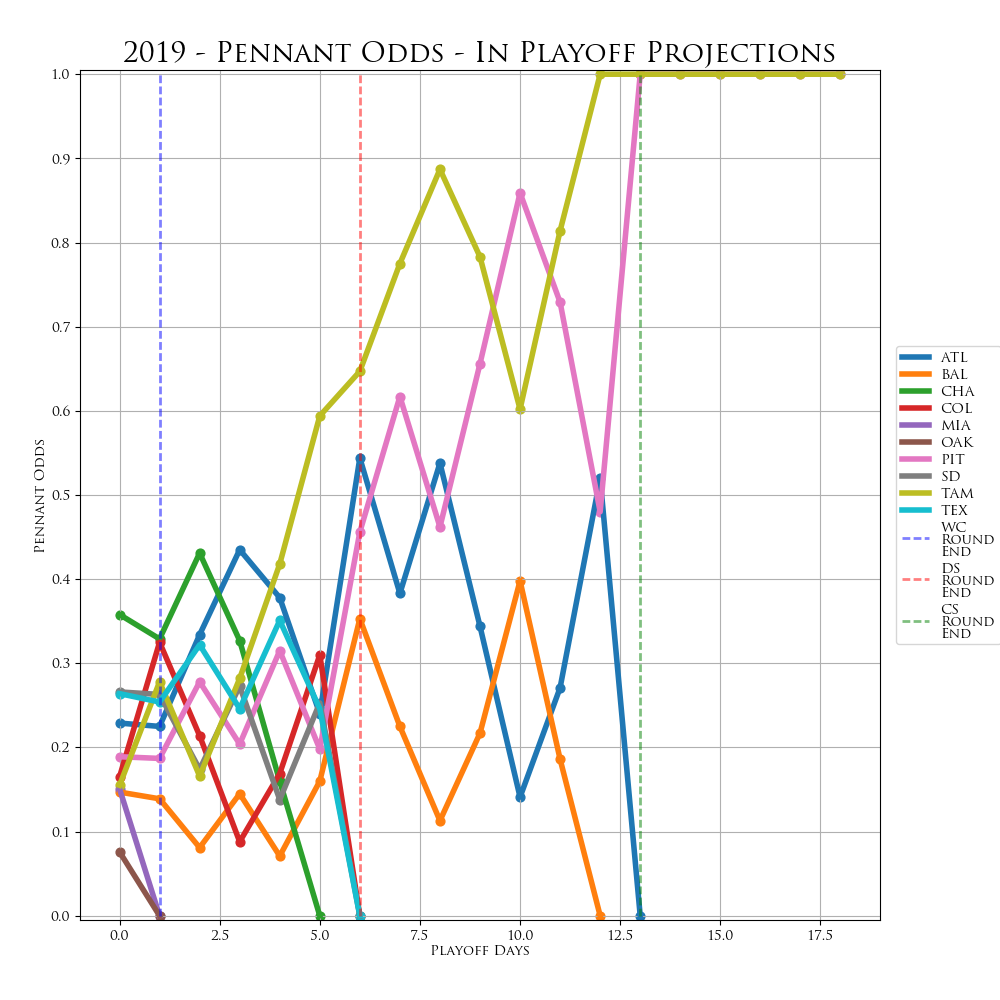 2019 - Pennant Odds - In Playoff Projections
1.0
0.9
0.8
0.7
0.6
0.5
0.4
0.3
0.2
0.1
0.0
Pennant Odds
0.0 2.5 5.0 7.5 10.0 12.5 15.0 17.5
Playoff Days
ATL
BAL
CHA
COL
MIA
OAK
PIT
SD
TAM
TEX
WC
Round
End
DS
Round
End
CS
Round
End